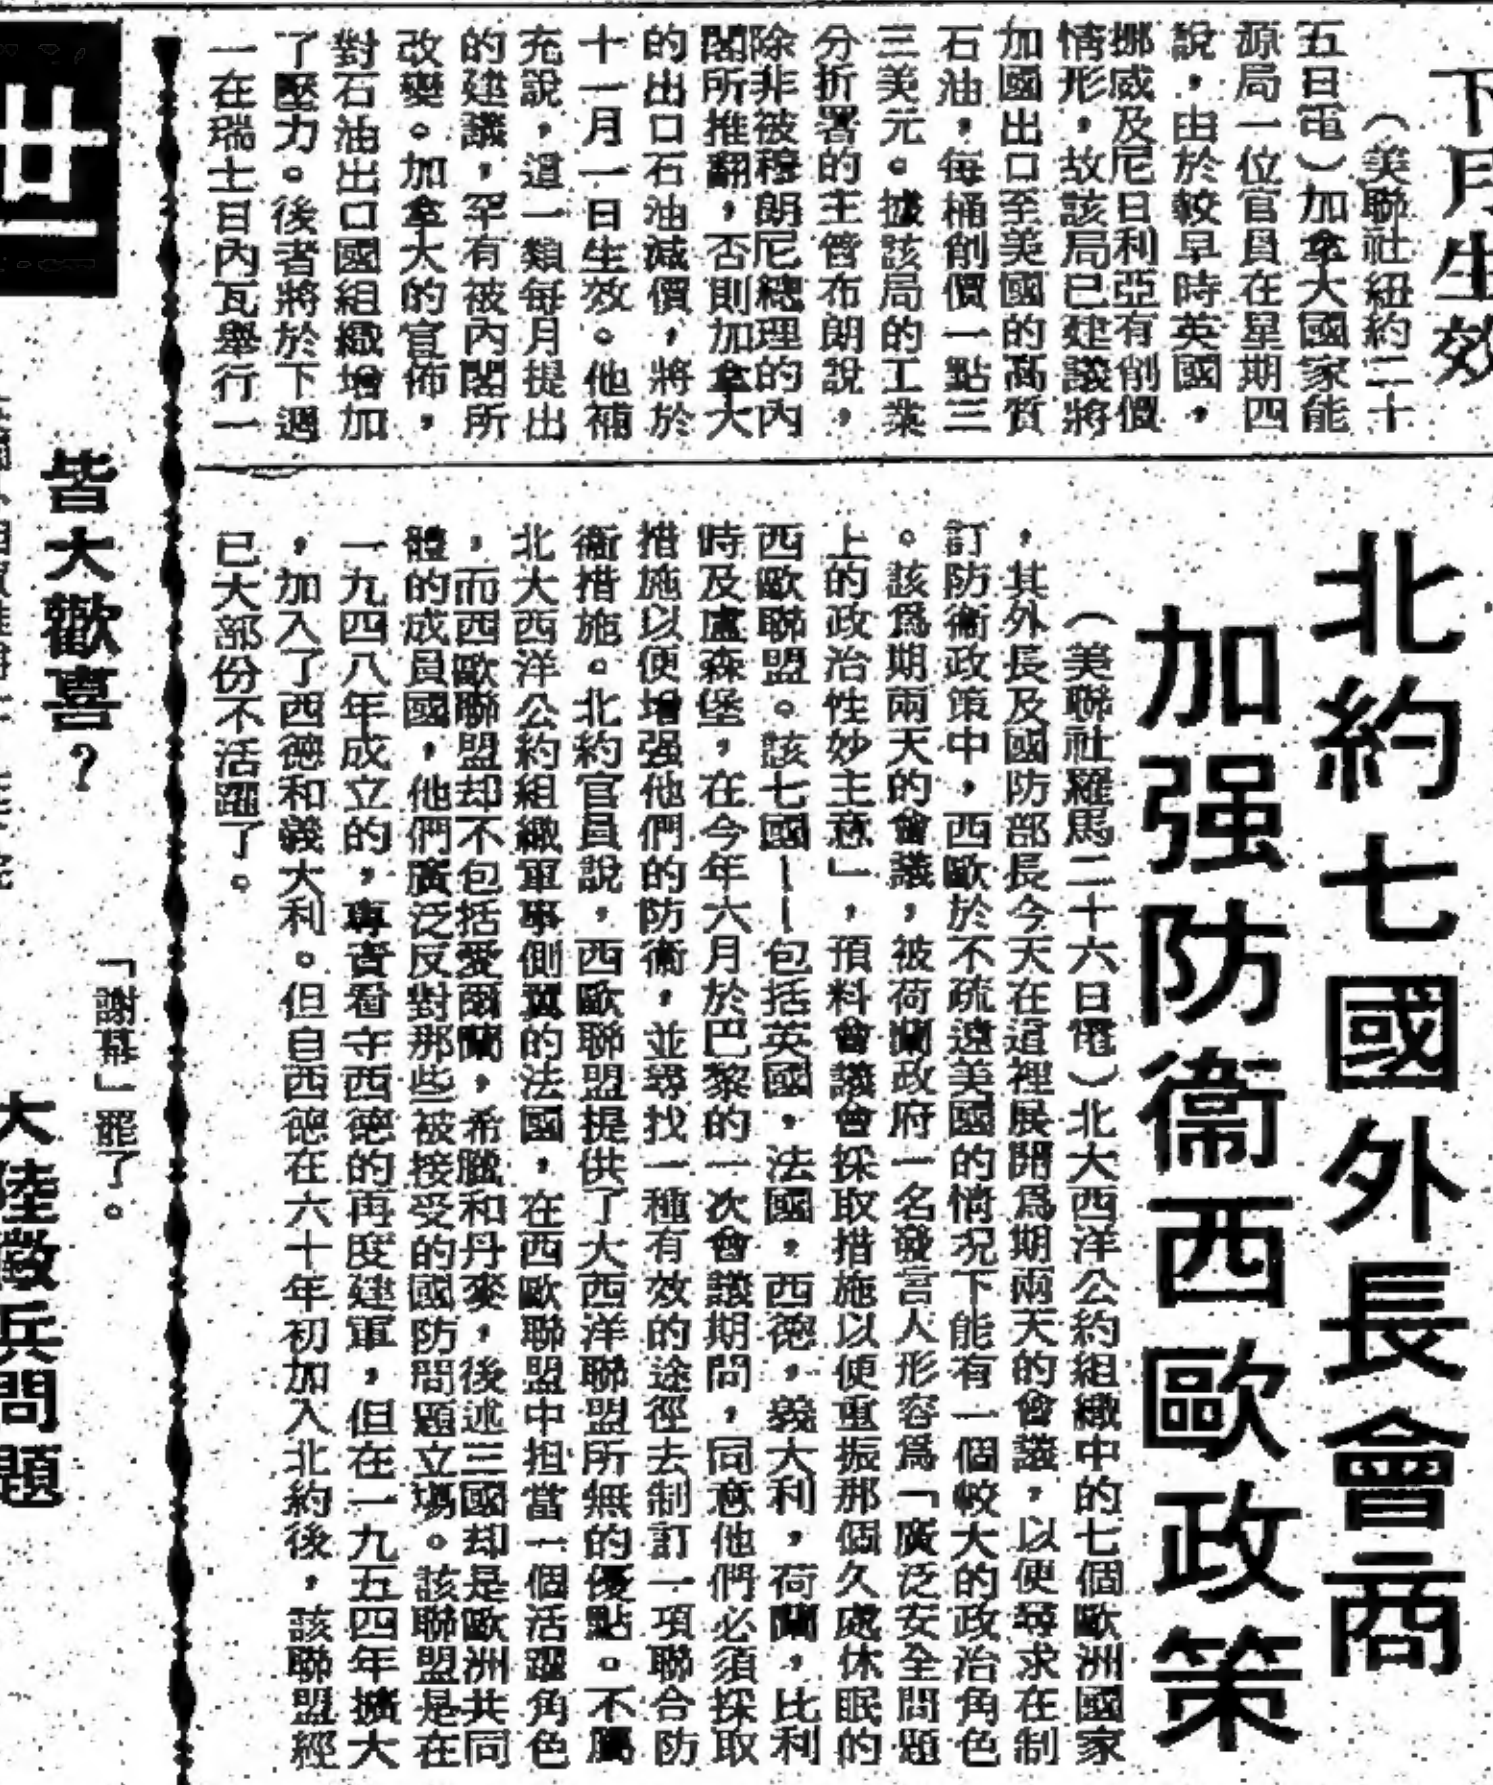 下月生效
（美聯社紐約二十
五日電）加拿大國家能
源局一位官員在星期四
說，由於較早時英國，
挪威及尼日利亞有削價
情形，故該局已建議將
加國出口至美國的高質
石油，每桶削價一點三
三美元。據該局的工業
分折署的主管布朗說，
除非被穆朗尼總理的內
閣所推翻，否則加拿大
的出口石油減價，將於
十一月一日生效。他補
充說，這一類每月提出
的建議，罕有被內閣所
改變。加拿大的官佈，
對石油出口國組織增加
了壓力。後者將於下週
一在瑞士日內瓦舉行一
北約七國外長會商
加强防衞西歐政策
（美聯社羅馬二十六日電）北大西洋公約組織中的七個歐洲國家
，其外長及國防部長今天在這裡展開爲期兩天的會議，以便尋求在制
訂防衞政策中，西歐於不疏遠美國的情況下能有一個較大的政治角色
。該爲期兩天的會議，被荷蘭政府一名發言人形容爲「廣泛安全問題
上的政治性妙主意」，預料會議會採取措施以便重振那個久處休眠的
西歐聯盟。該七國——包括英國，法國，西德，義大利，荷蘭，比利
時及盧森堡，在今年六月於巴黎的一次會議期間，同意他們必須採取
措施以便增强他們的防衞，並尋找一種有效的途徑去制訂一項聯合防
衞措施。北約官員說，西歐聯盟提供了大西洋聯盟所無的優點。不屬
北大西洋公約組織軍事側翼的法國，在西歐聯盟中担當一個活躍角色
，而西歐聯盟却不包括愛爾蘭，希臘和丹麥，後述三國却是歐洲共同
體的成員國，他們廣泛反對那些被接受的國防問題立場。該聯盟是在
一九四八年成立的，專責看守西德的再度建軍，但在一九五四年擴大
，加入了西德和義大利。但自西德在六十年初加入北約後，該聯盟經
已大部份不活躍了。
世
皆大歡喜？
「謝幕」罷了。
大陸徵兵問題